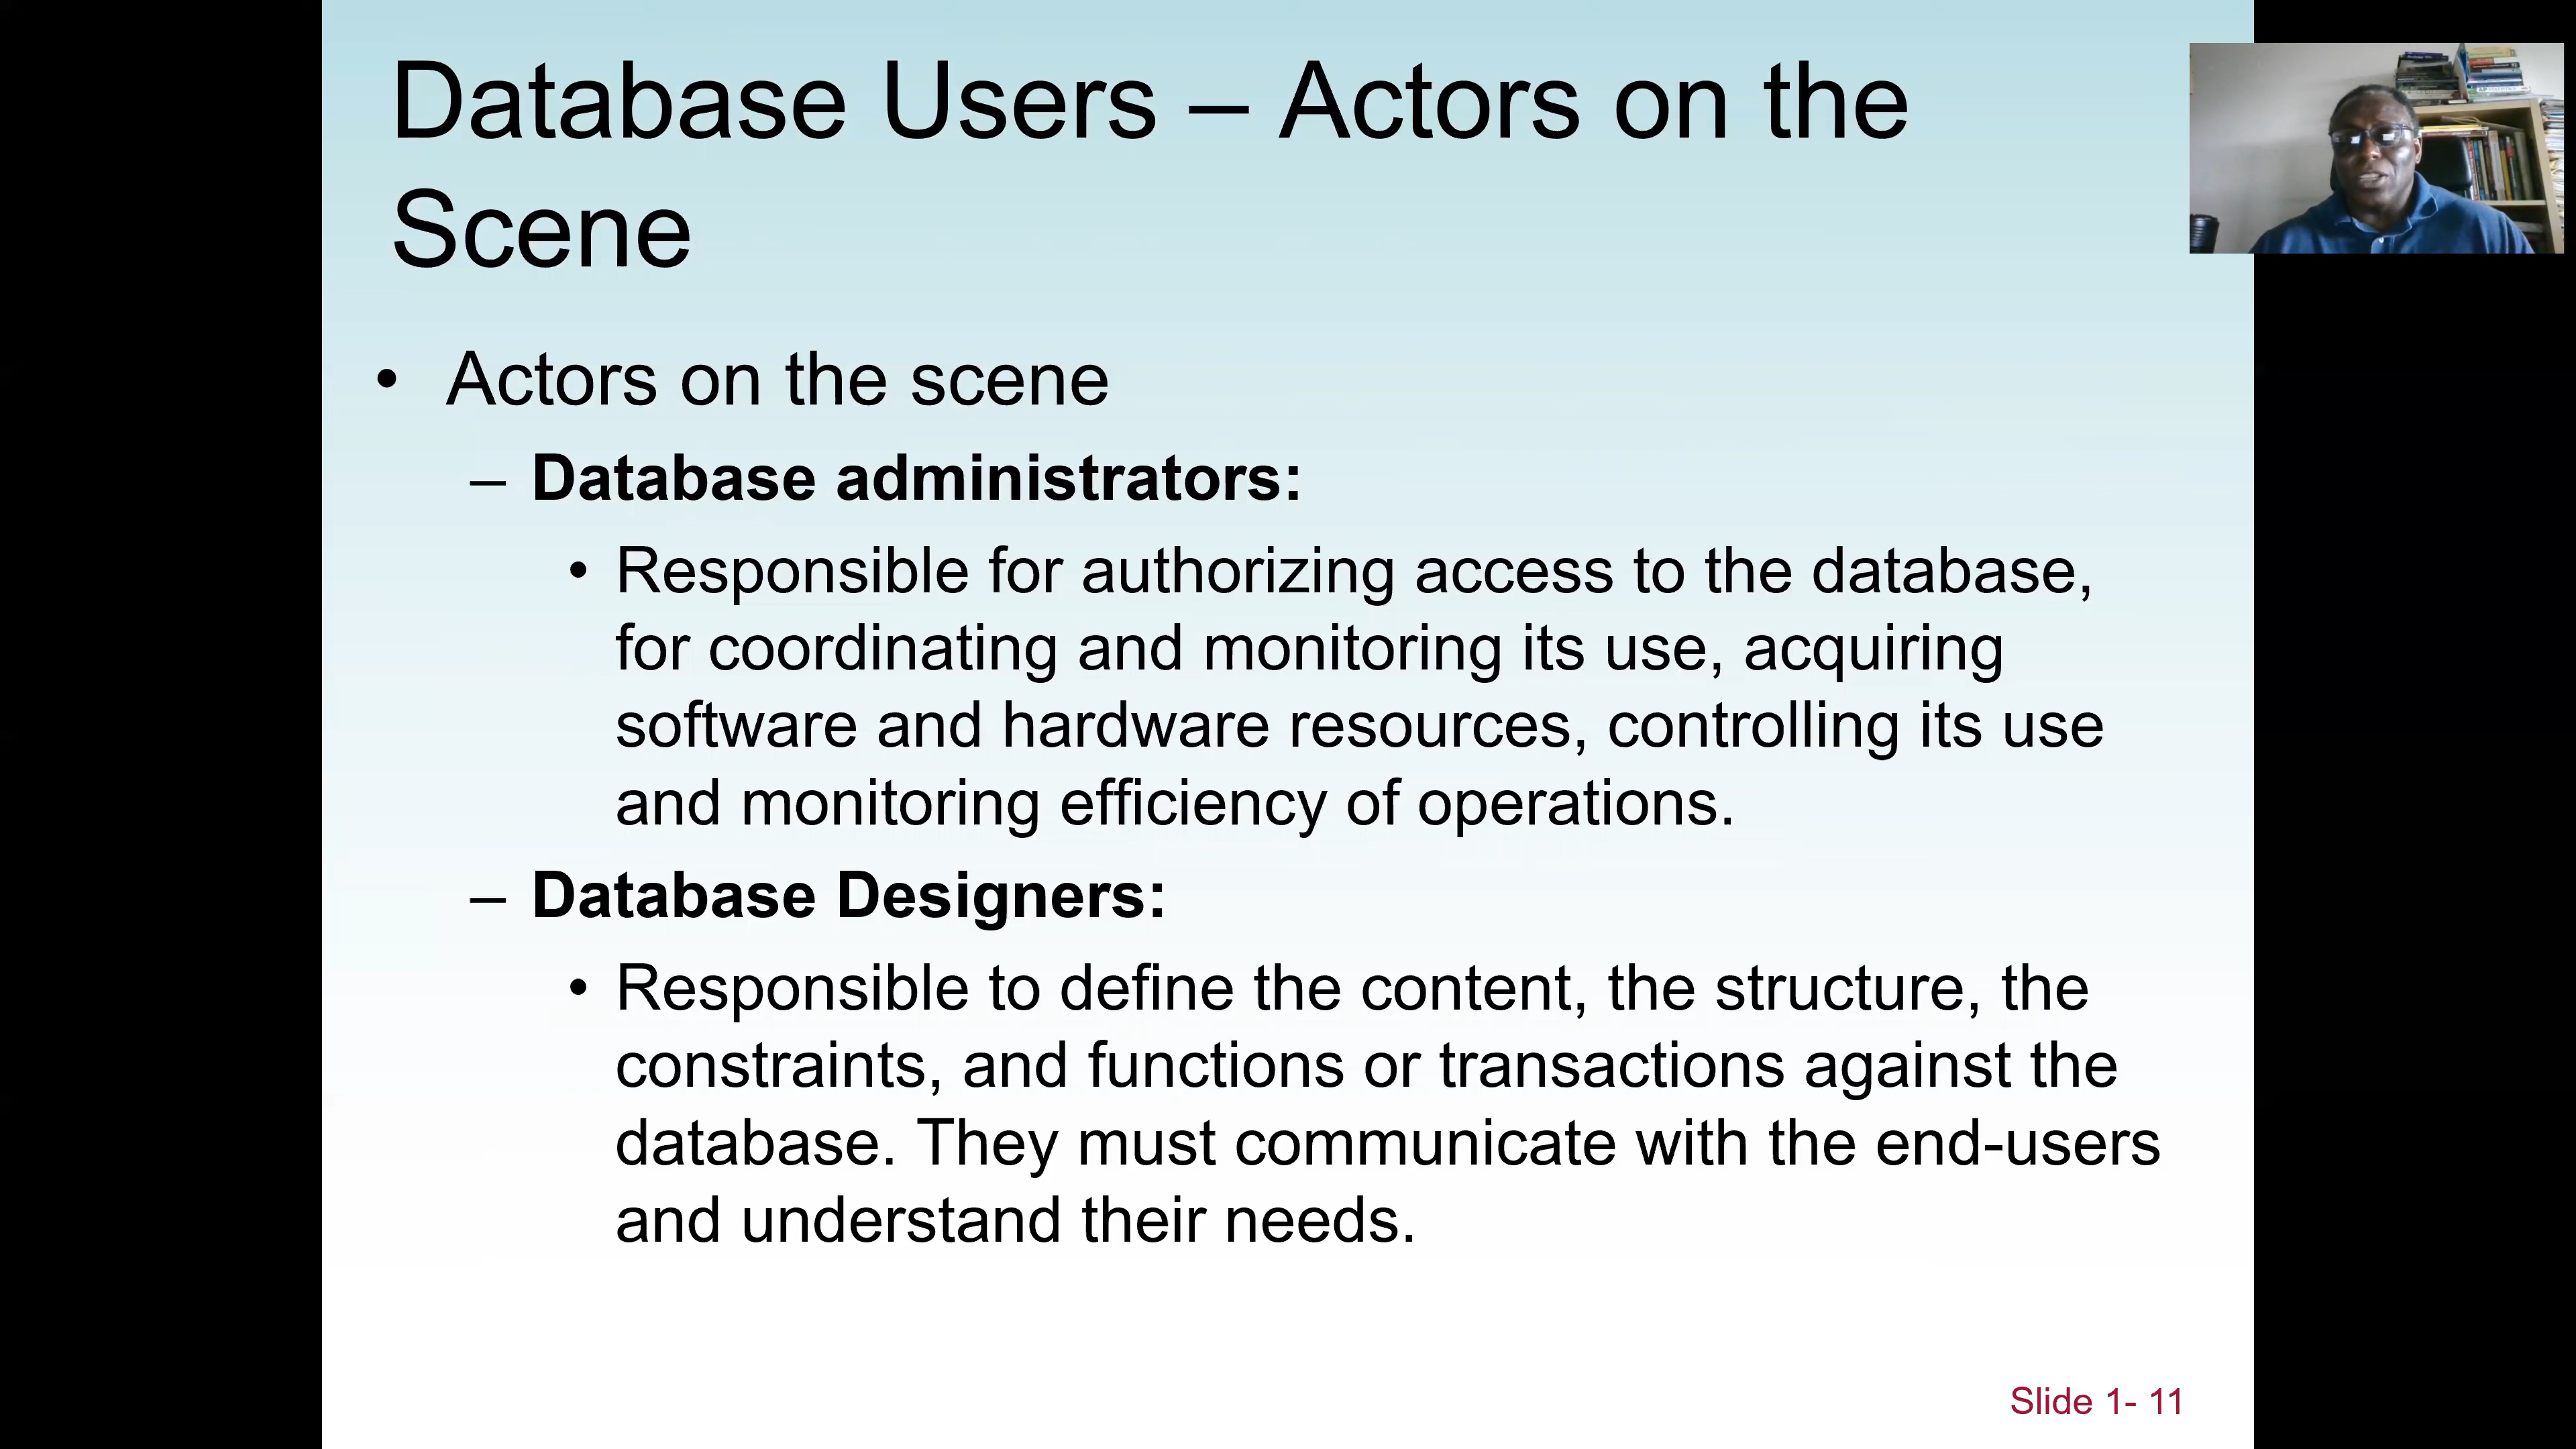 Database Users – Actors on the
Scene
• Actors on the scene
– Database administrators:
• Responsible for authorizing access to the database,
for coordinating and monitoring its use, acquiring
software and hardware resources, controlling its use
and monitoring efficiency of operations.
– Database Designers:
• Responsible to define the content, the structure, the
constraints, and functions or transactions against the
database. They must communicate with the end-users
and understand their needs.
Slide 1- 11